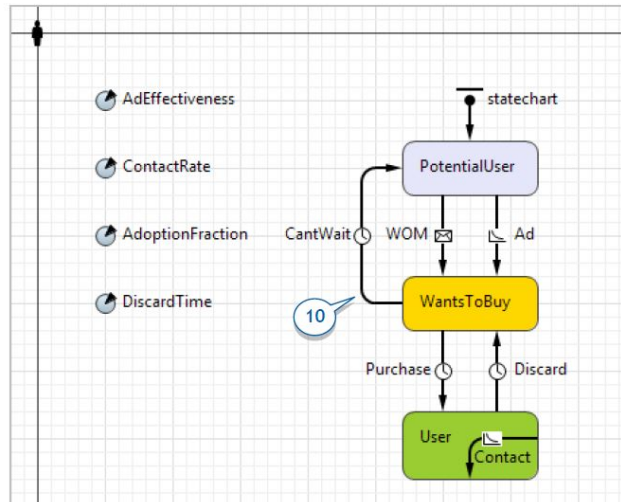 AdEffectiveness
statechart
ContactRate
PotentialUser
AdoptionFraction
CantWait
WOM
Ad
DiscardTime
10
WantsToBuy
Purchase
Discard
User
Contact